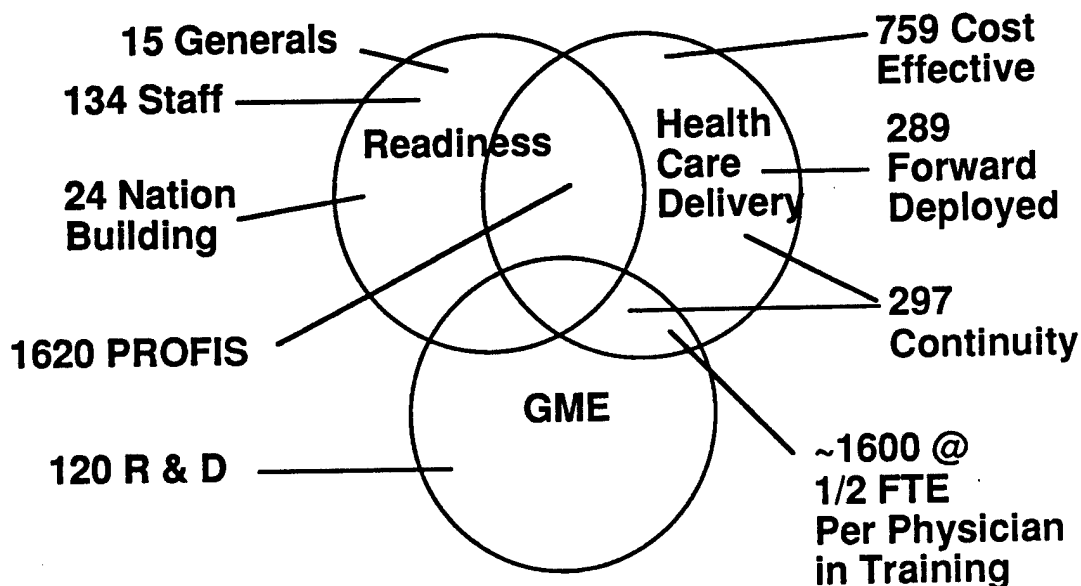 15 Generals
134 Staff
24 Nation
Building
1620 PROFIS
120 R & D
Readiness
Health
Care
Delivery
GME
759 Cost
Effective
289
Forward
Deployed
297
Continuity
~1600 @
1/2 FTE
Per Physician
in Training